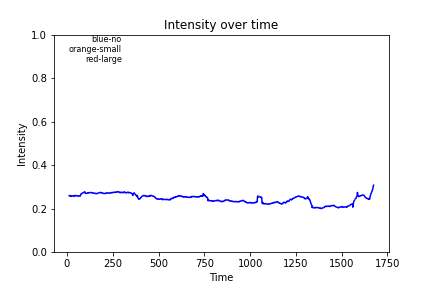 Intensity over time
blue-no
orange-small
red-large
1.0
0.8
0.6
0.4
0.2
0.0
Intensity
0 250 500 750 1000 1250 1500 1750
Time